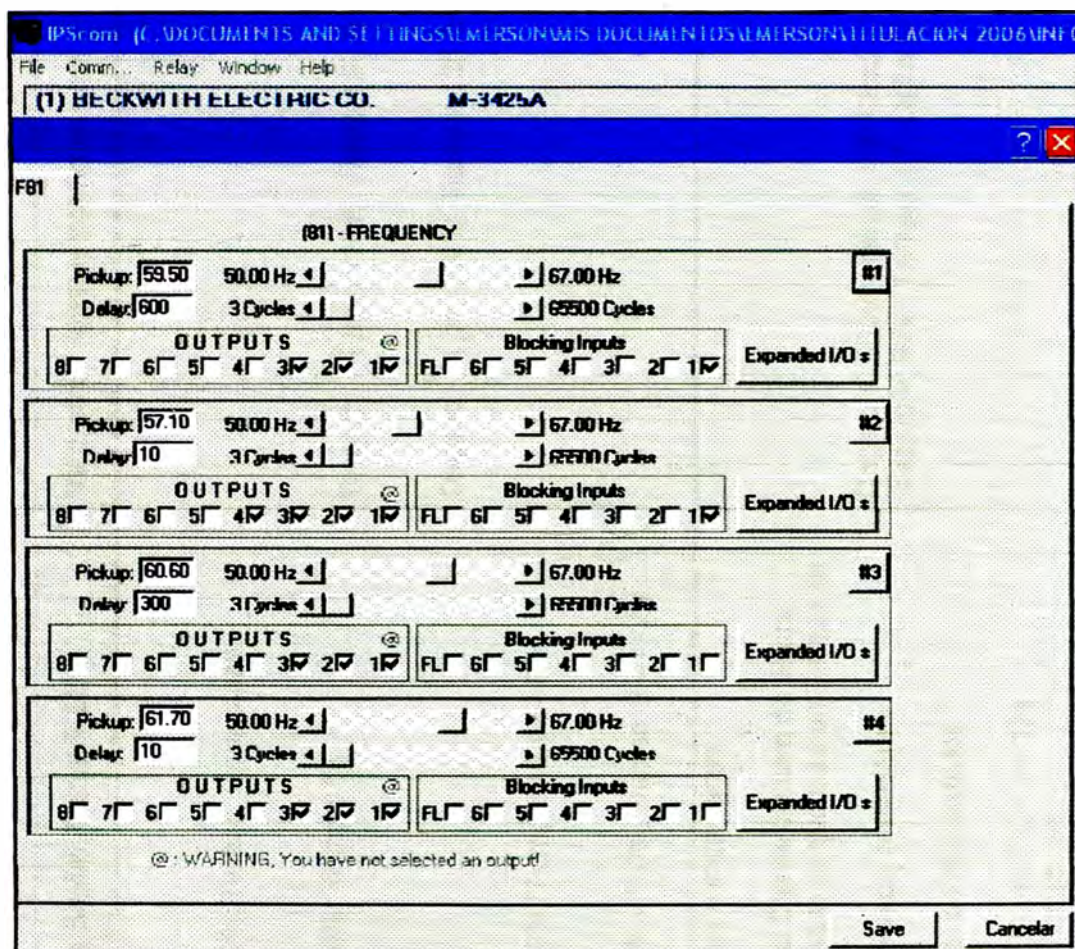 IPScom (C:\DOCUMENTS AND SETTINGS\EMERSON\MIS DOCUMENTOS\EMERSON\TITULACION 2006\INFO
File Comm... Relay Window Help
(1) BECKWITH ELECTRIC CO. M-3425A
? X
F81
(81) - FREQUENCY
Pickup: 59.50 50.00 Hz 67.00 Hz #1
Delay: 600 3 Cycles 65500 Cycles
OUTPUTS @ Blocking Inputs
8 7 6 5 4 3 2 1 FL 6 5 4 3 2 1 Expanded I/O s
Pickup: 57.10 50.00 Hz 67.00 Hz #2
Delay: 10 3 Cycles 65500 Cycles
OUTPUTS @ Blocking Inputs
8 7 6 5 4 3 2 1 FL 6 5 4 3 2 1 Expanded I/O s
Pickup: 60.60 50.00 Hz 67.00 Hz #3
Delay: 300 3 Cycles 65500 Cycles
OUTPUTS @ Blocking Inputs
8 7 6 5 4 3 2 1 FL 6 5 4 3 2 1 Expanded I/O s
Pickup: 61.70 50.00 Hz 67.00 Hz #4
Delay: 10 3 Cycles 65500 Cycles
OUTPUTS @ Blocking Inputs
8 7 6 5 4 3 2 1 FL 6 5 4 3 2 1 Expanded I/O s
@ : WARNING, You have not selected an output!
Save Cancelar